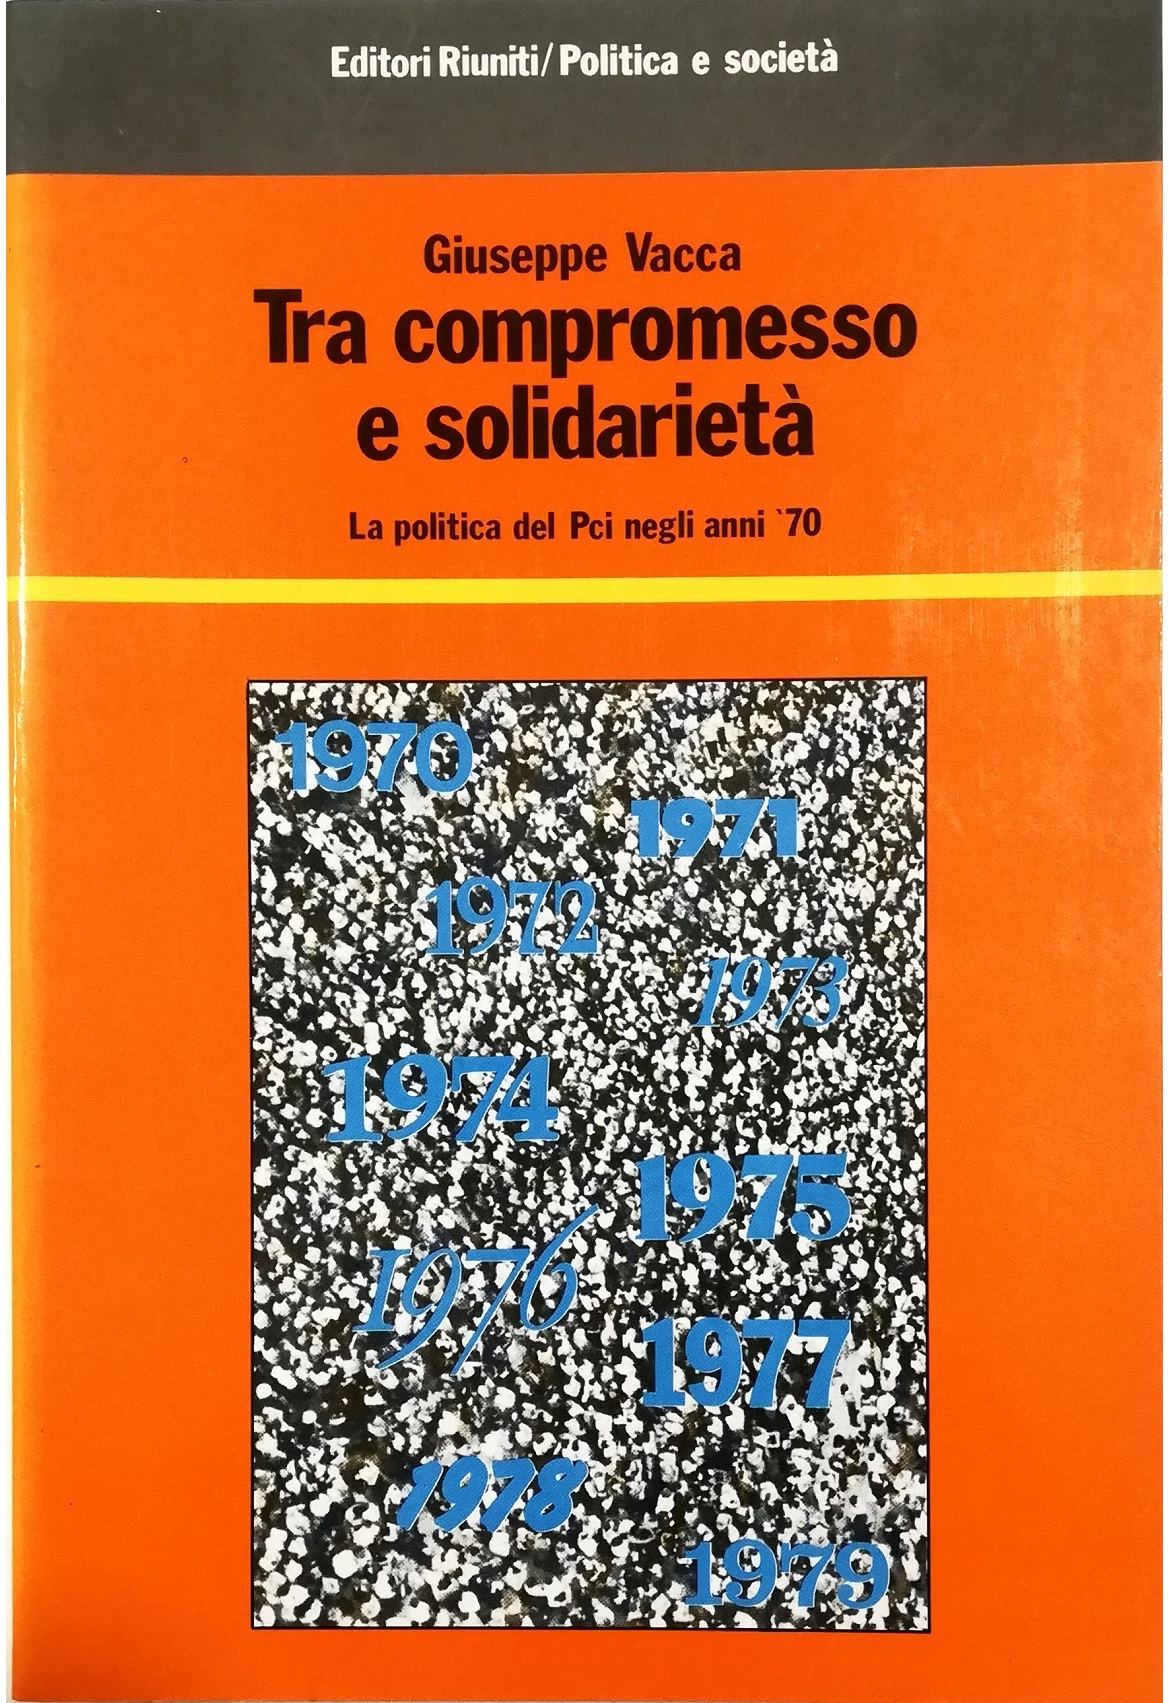 Editori Riuniti/Politica e società
Giuseppe Vacca
Tra compromesso
e solidarietà
La politica del Pci negli anni `70
1970
1971
1972
1973
1974
1975
1976
1977
1978
1979